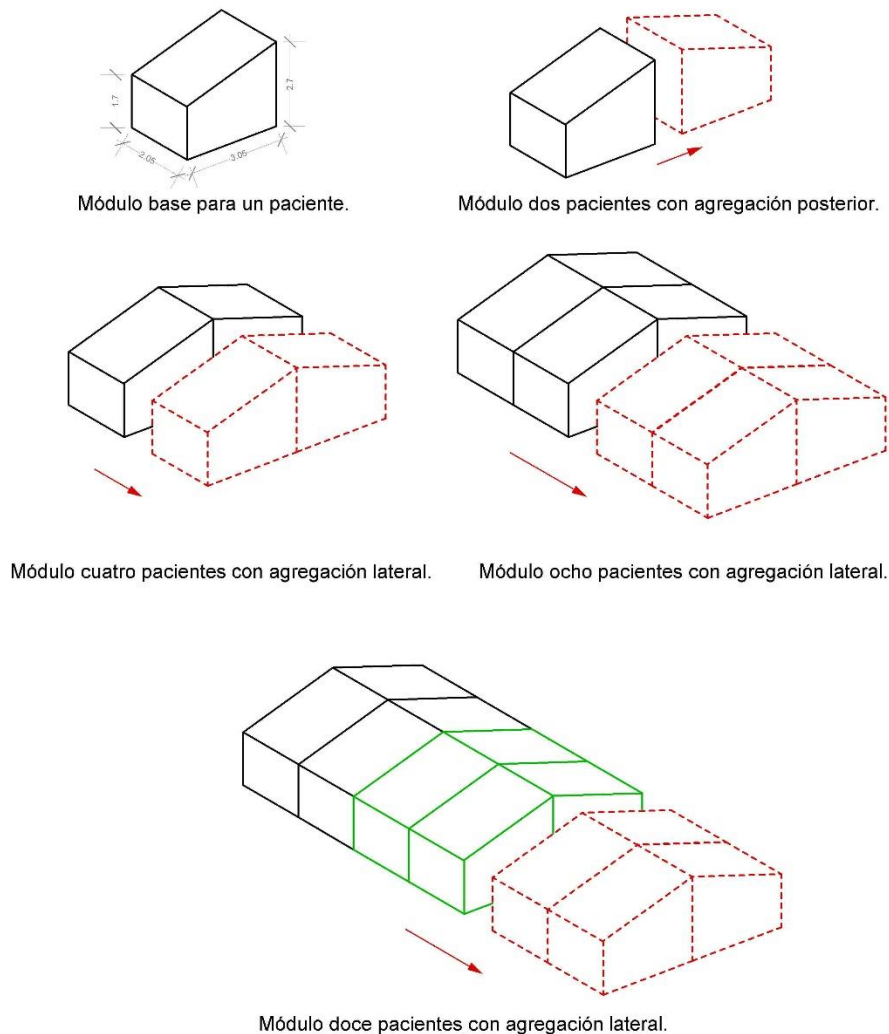 1.7
2.7
2.05
3.05
Módulo base para un paciente.
Módulo dos pacientes con agregación posterior.
Módulo cuatro pacientes con agregación lateral.
Módulo ocho pacientes con agregación lateral.
Módulo doce pacientes con agregación lateral.